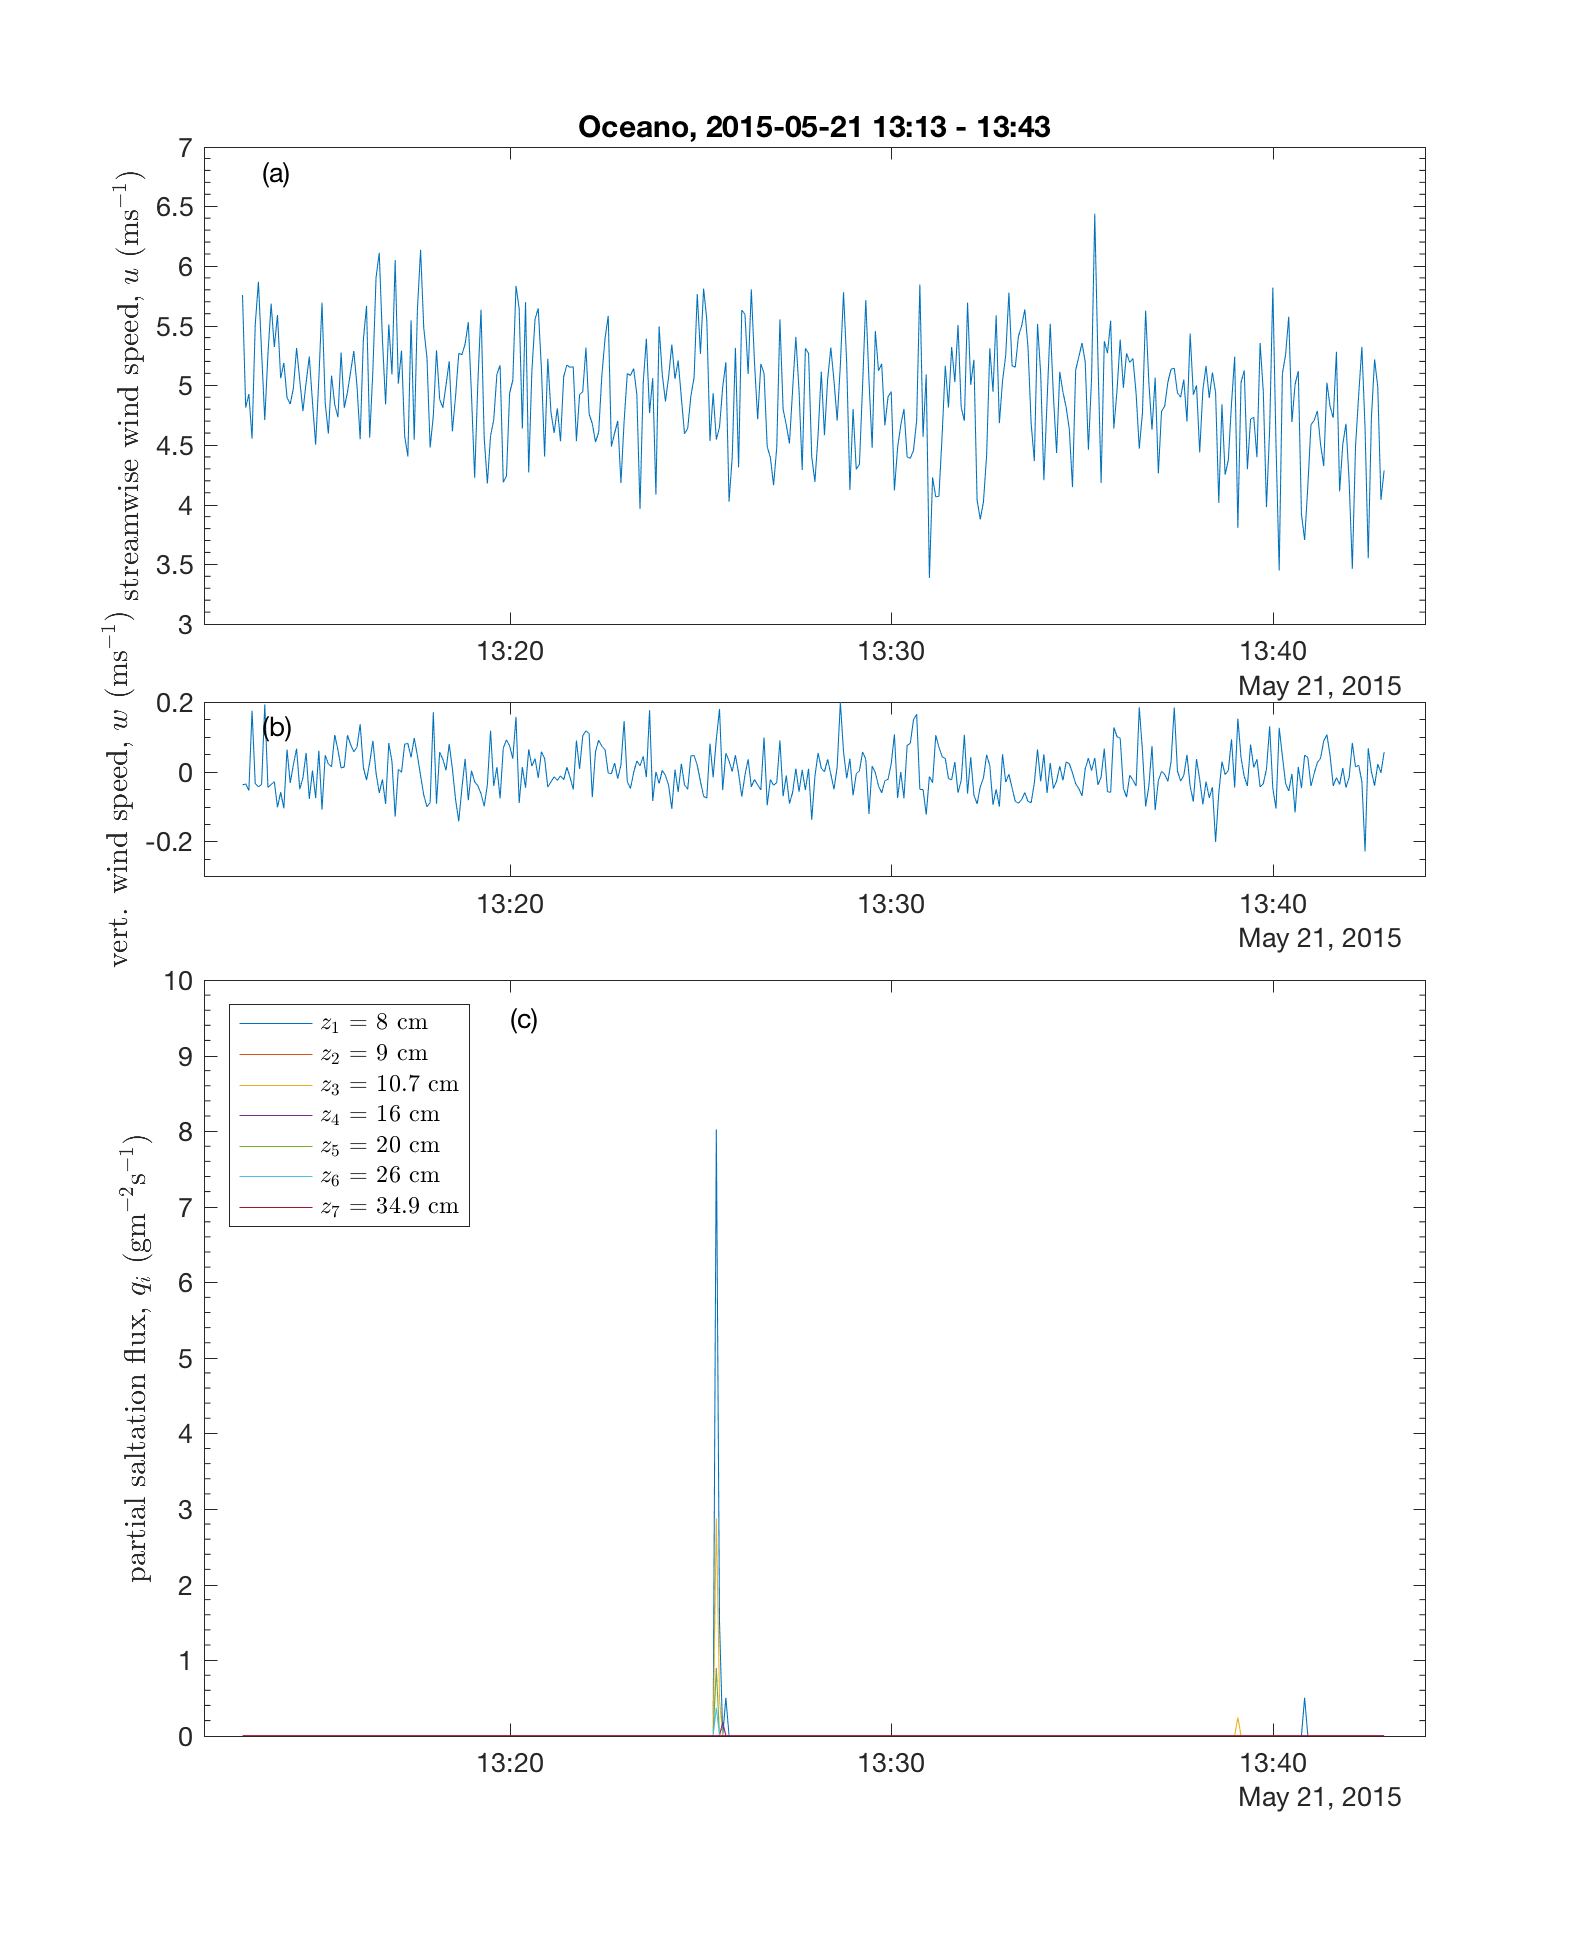 Oceano, 2015-05-21 13:13 - 13:43
(a)
streamwise wind speed, u (ms⁻¹)
7
6.5
6
5.5
5
4.5
4
3.5
3
13:20 13:30 13:40
May 21, 2015
(b)
vert. wind speed, w (ms⁻¹)
0.2
0
-0.2
13:20 13:30 13:40
May 21, 2015
(c)
partial saltation flux, qᵢ (gm⁻²s⁻¹)
10
9
8
7
6
5
4
3
2
1
0
z₁ = 8 cm
z₂ = 9 cm
z₃ = 10.7 cm
z₄ = 16 cm
z₅ = 20 cm
z₆ = 26 cm
z₇ = 34.9 cm
13:20 13:30 13:40
May 21, 2015